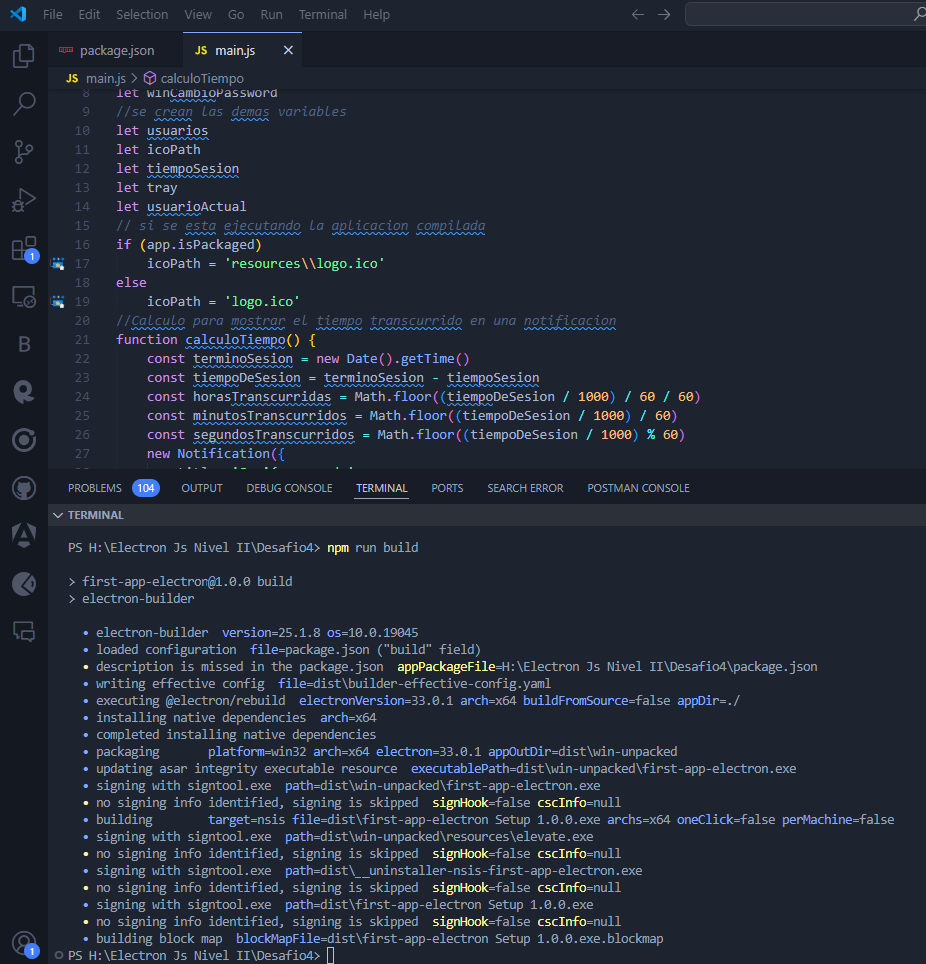 File Edit Selection View Go Run Terminal Help
package.json JS main.js
JS main.js > calculoTiempo
8 let winCambioPassword
9 //se crean las demas variables
10 let usuarios
11 let icoPath
12 let tiempoSesion
13 let tray
14 let usuarioActual
15 // si se esta ejecutando la aplicacion compilada
16 if (app.isPackaged)
17 icoPath = 'resources\\logo.ico'
18 else
19 icoPath = 'logo.ico'
20 //Calculo para mostrar el tiempo transcurrido en una notificacion
21 function calculoTiempo() {
22 const terminoSesion = new Date().getTime()
23 const tiempoDeSesion = terminoSesion - tiempoSesion
24 const horasTranscurridas = Math.floor((tiempoDeSesion / 1000) / 60 / 60)
25 const minutosTranscurridos = Math.floor((tiempoDeSesion / 1000) / 60)
26 const segundosTranscurridos = Math.floor((tiempoDeSesion / 1000) % 60)
27 new Notification({
PROBLEMS 104 OUTPUT DEBUG CONSOLE TERMINAL PORTS SEARCH ERROR POSTMAN CONSOLE
TERMINAL
PS H:\Electron Js Nivel II\Desafio4> npm run build
> first-app-electron@1.0.0 build
> electron-builder
• electron-builder version=25.1.8 os=10.0.19045
• loaded configuration file=package.json ("build" field)
• description is missed in the package.json appPackageFile=H:\Electron Js Nivel II\Desafio4\package.json
• writing effective config file=dist\builder-effective-config.yaml
• executing @electron/rebuild electronVersion=33.0.1 arch=x64 buildFromSource=false appDir=./
• installing native dependencies arch=x64
• completed installing native dependencies
• packaging platform=win32 arch=x64 electron=33.0.1 appOutDir=dist\win-unpacked
• updating asar integrity executable resource executablePath=dist\win-unpacked\first-app-electron.exe
• signing with signtool.exe path=dist\win-unpacked\first-app-electron.exe
• no signing info identified, signing is skipped signHook=false cscInfo=null
• building target=nsis file=dist\first-app-electron Setup 1.0.0.exe archs=x64 oneClick=false perMachine=false
• signing with signtool.exe path=dist\win-unpacked\resources\elevate.exe
• no signing info identified, signing is skipped signHook=false cscInfo=null
• signing with signtool.exe path=dist\__uninstaller-nsis-first-app-electron.exe
• no signing info identified, signing is skipped signHook=false cscInfo=null
• signing with signtool.exe path=dist\first-app-electron Setup 1.0.0.exe
• no signing info identified, signing is skipped signHook=false cscInfo=null
• building block map blockMapFile=dist\first-app-electron Setup 1.0.0.exe.blockmap
PS H:\Electron Js Nivel II\Desafio4>
1
1